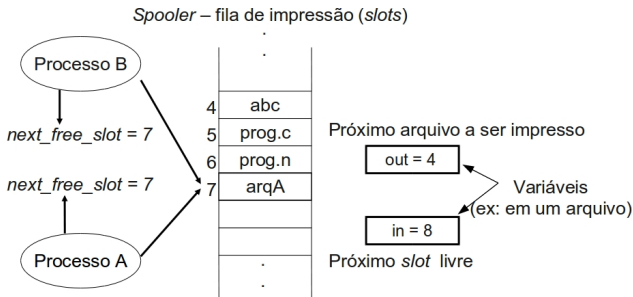 Spooler – fila de impressão (slots)
Processo B
next_free_slot = 7
next_free_slot = 7
Processo A
4 abc
5 prog.c
6 prog.n
7 arqA
Próximo arquivo a ser impresso
out = 4
Variáveis
(ex: em um arquivo)
in = 8
Próximo slot livre